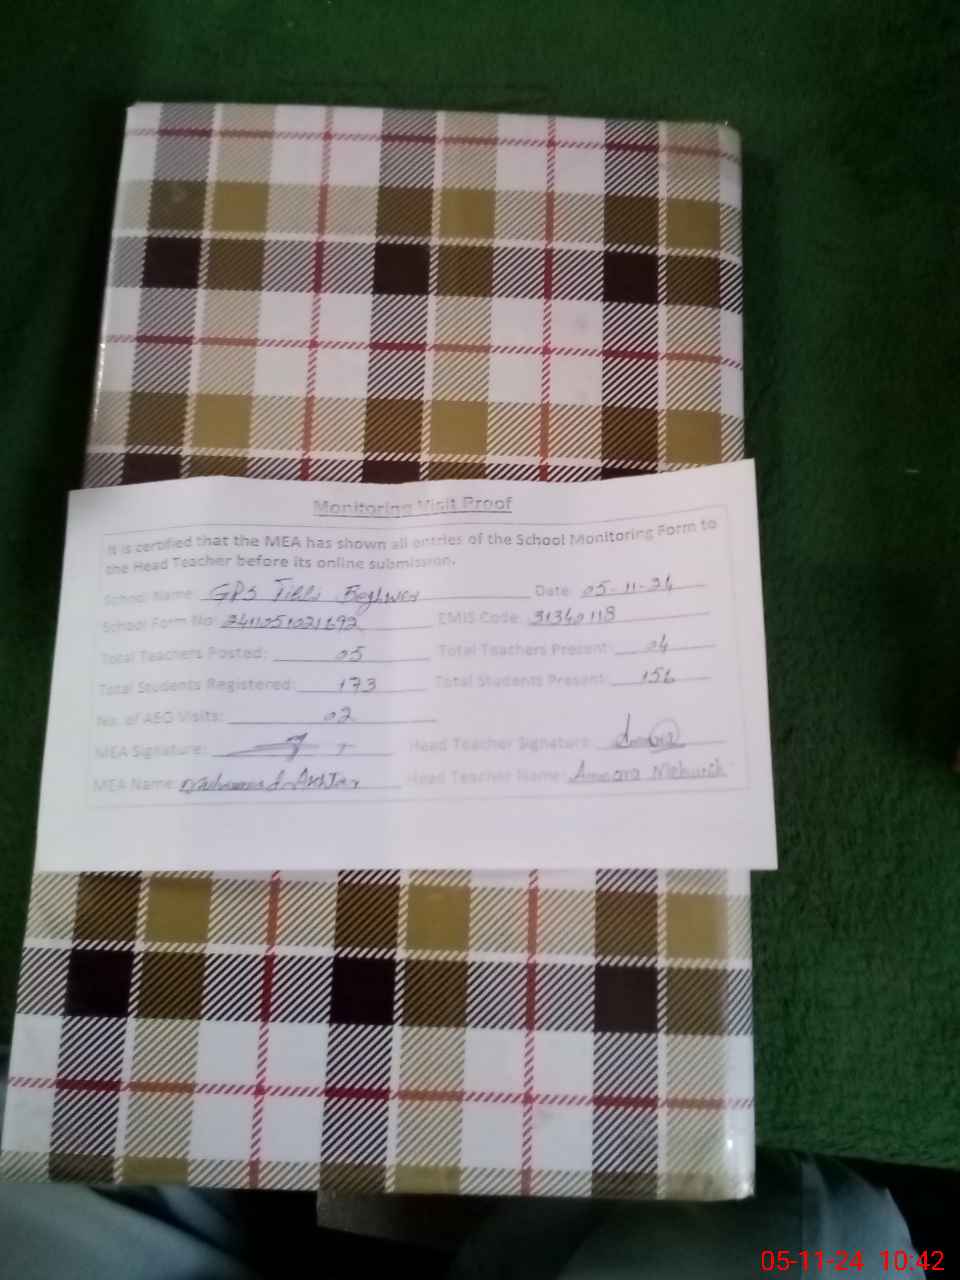 Monitoring Visit Proof
It is certified that the MEA has shown all entries of the School Monitoring Form to
the Head Teacher before its online submission.
School Name: GPS Tibbi Date: 05-11-24
School Form No: EMIS Code: 31340118
Total Teachers Posted: 05 Total Teachers Present: 04
Total Students Registered: 173 Total Students Present:
No. of AEO Visits: 02
MEA Signature: Head Teacher Signature:
MEA Name: Head Teacher Name:
05-11-24 10:42